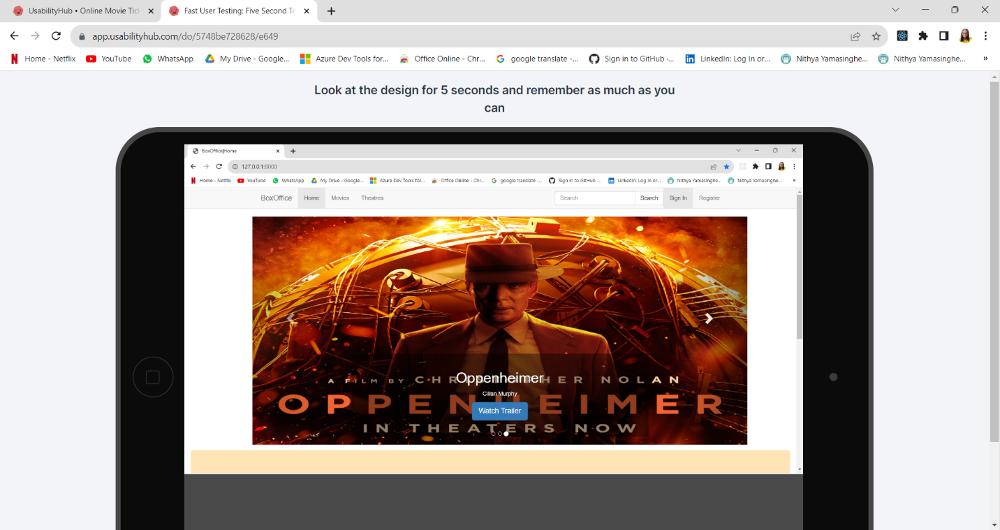 UsabilityHub • Online Movie Tic
Fast User Testing: Five Second Te
app.usabilityhub.com/do/5748be728628/e649
Home - Netflix YouTube WhatsApp My Drive - Google... Azure Dev Tools for... Office Online - Chr... google translate -... Sign in to GitHub ·... LinkedIn: Log In or... Nithya Yamasinghe... Nithya Yamasinghe... »
Look at the design for 5 seconds and remember as much as you
can
BoxOffice|Home
127.0.0.1:8000
Home - Netflix YouTube WhatsApp My Drive - Google... Azure Dev Tools for... Office Online - Chr... google translate -... Sign in to GitHub ·... LinkedIn: Log In or... Nithya Yamasinghe... Nithya Yamasinghe... »
BoxOffice Home Movies Theatres Search Search Sign In Register
Oppenheimer
A FILM BY CHRISTOPHER NOLAN
Cilian Murphy
OPPENHEIMER
Watch Trailer
IN THEATERS NOW